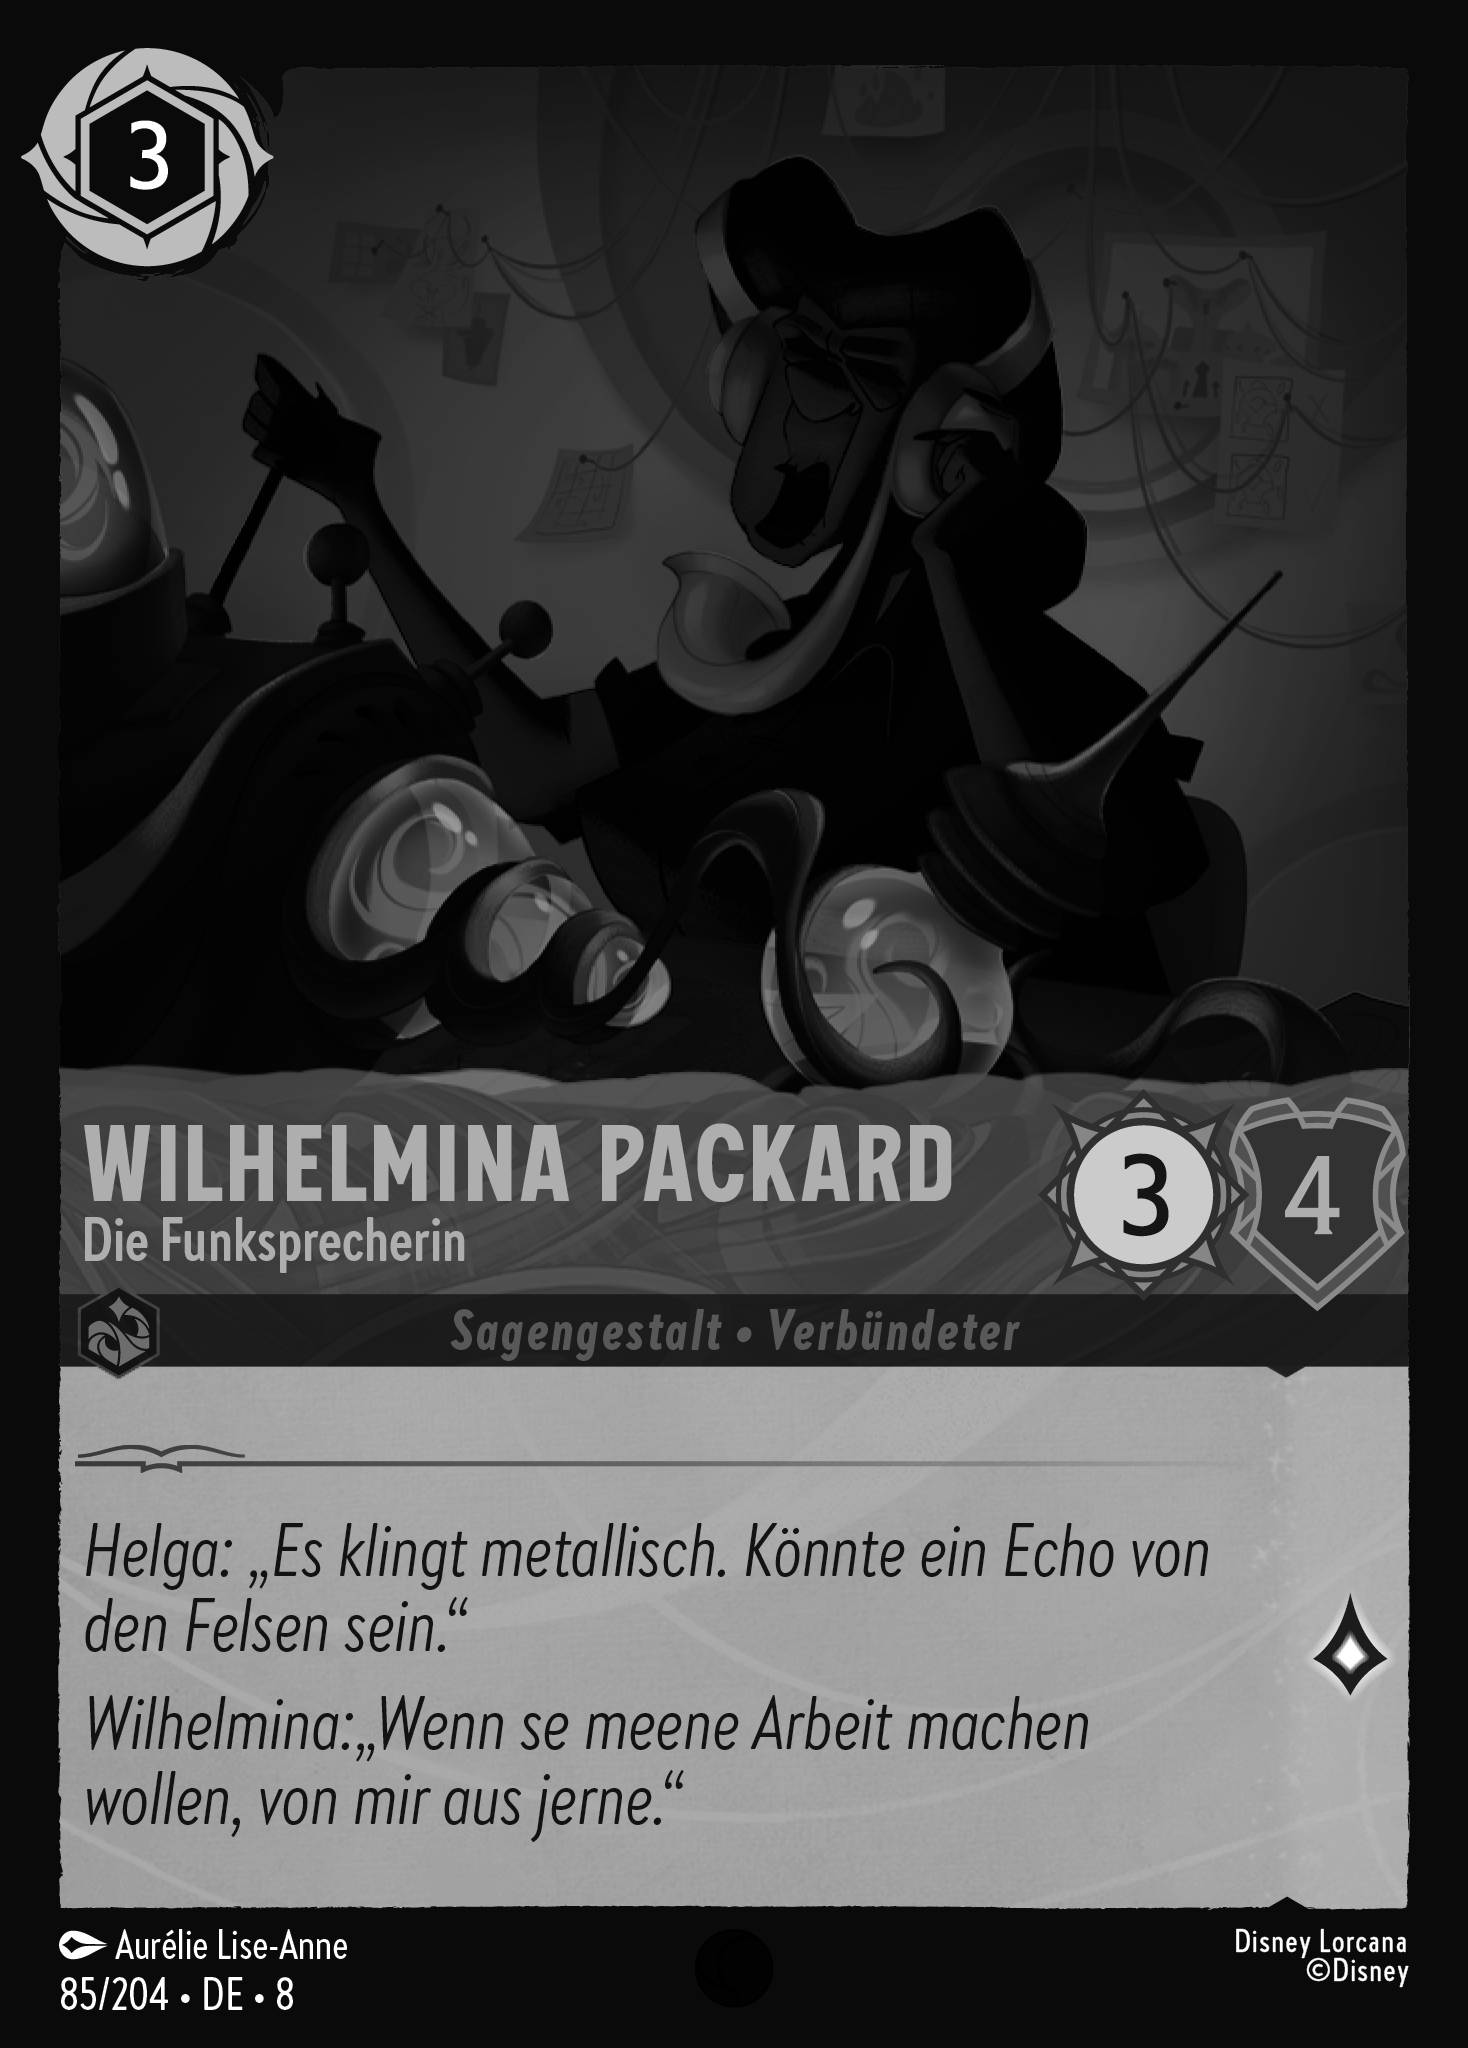 3
WILHELMINA PACKARD
Die Funksprecherin
3
4
Sagengestalt • Verbündeter
Helga: „Es klingt metallisch. Könnte ein Echo von
den Felsen sein.“
Wilhelmina:„Wenn se meene Arbeit machen
wollen, von mir aus jerne.“
Aurélie Lise-Anne
85/204 • DE • 8
Disney Lorcana
©Disney